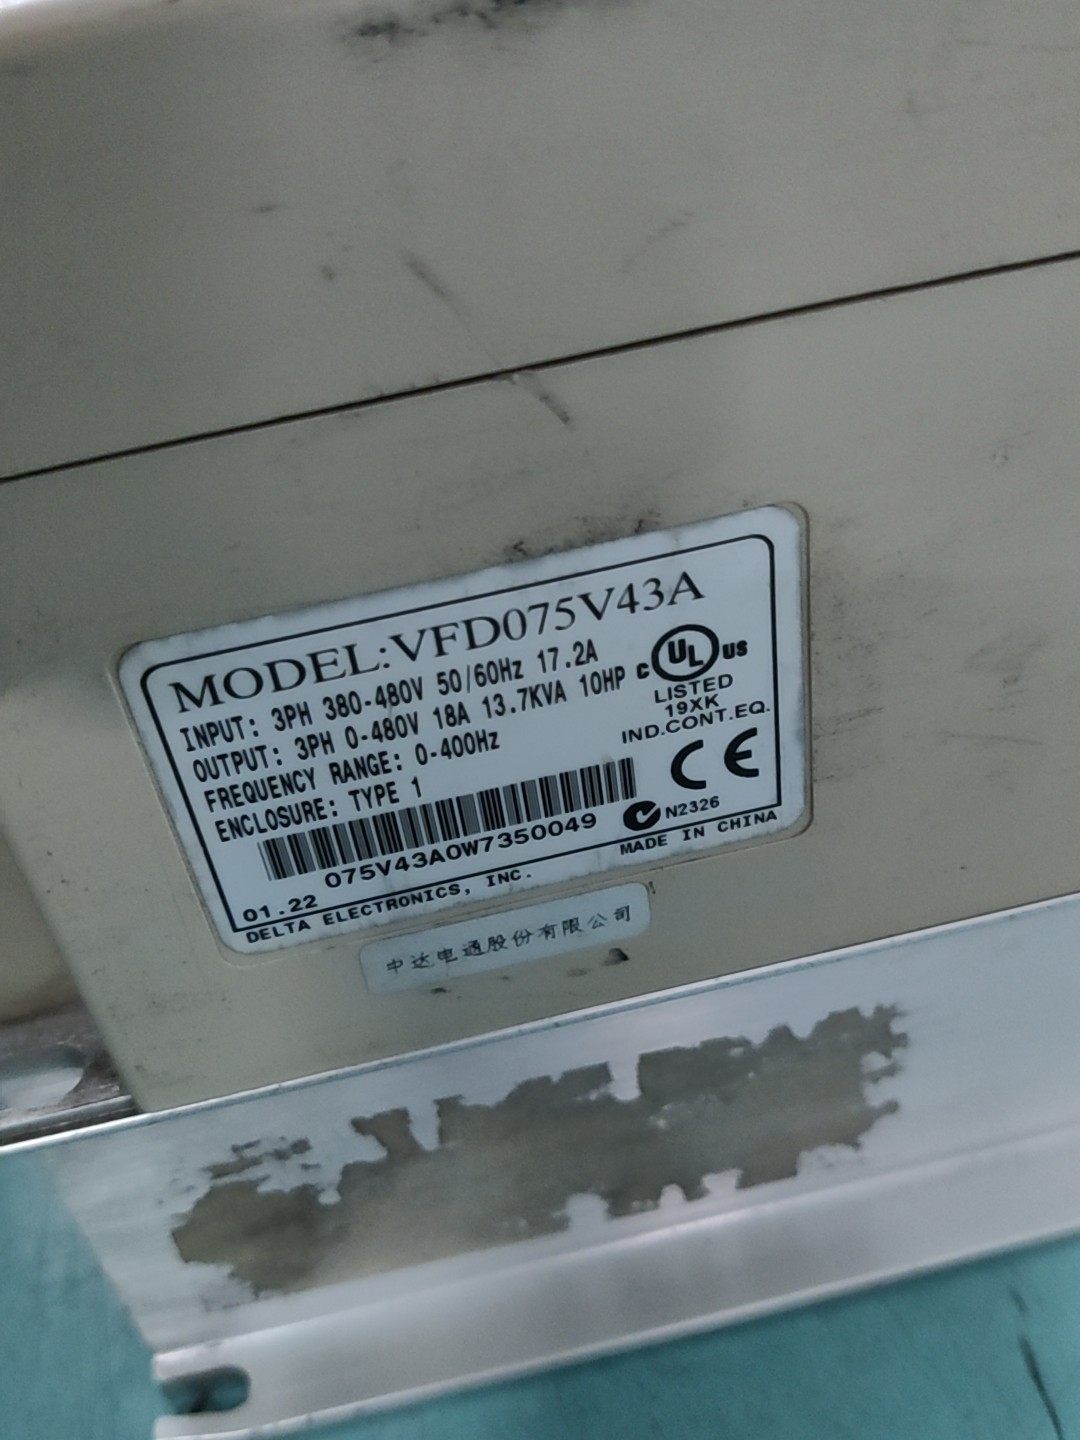 MODEL:VFD075V43A
INPUT: 3PH 380-480V 50/60Hz 17.2A
OUTPUT: 3PH 0-480V 18A 13.7KVA 10HP
FREQUENCY RANGE: 0-400Hz
ENCLOSURE: TYPE 1
C UL US
LISTED
19XK
IND.CONT.EQ.
CE
075V43A0W7350049
N2326
01.22
DELTA ELECTRONICS, INC.
MADE IN CHINA
中达电通股份有限公司